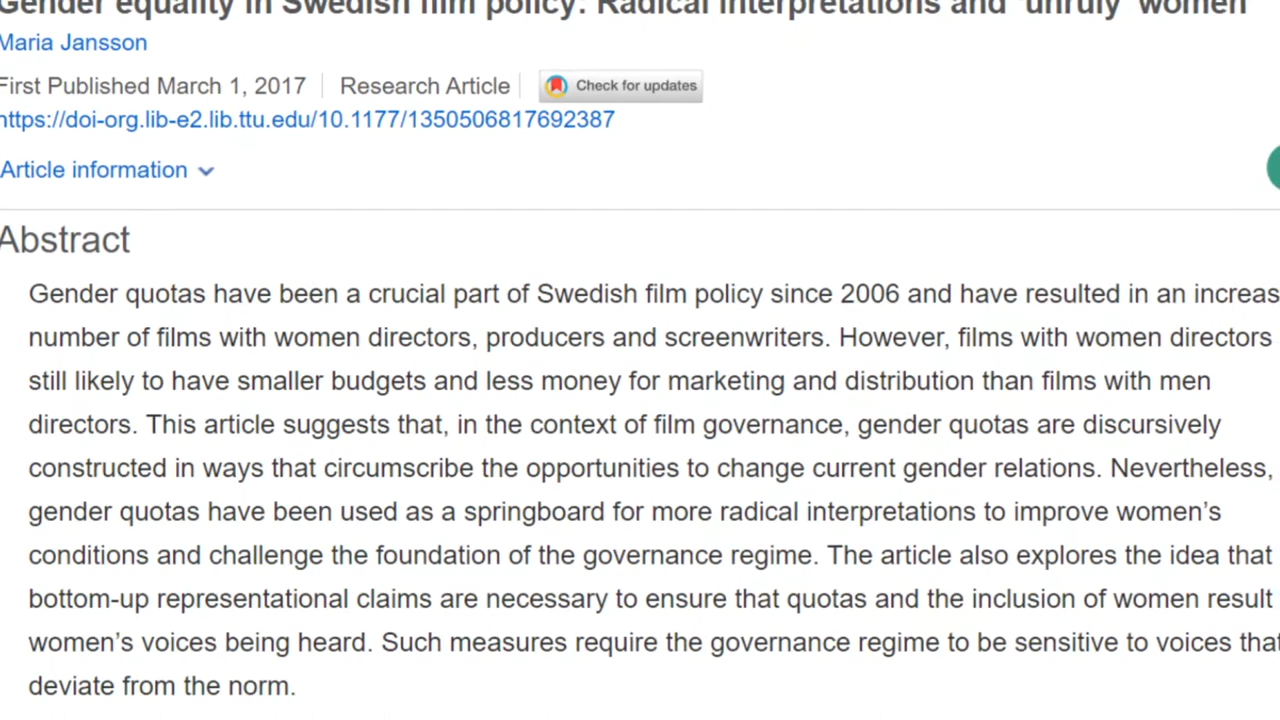 Gender equality in Swedish film policy: Radical interpretations and 'unruly' women
Maria Jansson
First Published March 1, 2017 Research Article Check for updates
https://doi-org.lib-e2.lib.ttu.edu/10.1177/1350506817692387
Article information
Abstract
Gender quotas have been a crucial part of Swedish film policy since 2006 and have resulted in an increas
number of films with women directors, producers and screenwriters. However, films with women directors
still likely to have smaller budgets and less money for marketing and distribution than films with men
directors. This article suggests that, in the context of film governance, gender quotas are discursively
constructed in ways that circumscribe the opportunities to change current gender relations. Nevertheless,
gender quotas have been used as a springboard for more radical interpretations to improve women’s
conditions and challenge the foundation of the governance regime. The article also explores the idea that
bottom-up representational claims are necessary to ensure that quotas and the inclusion of women result
women’s voices being heard. Such measures require the governance regime to be sensitive to voices that
deviate from the norm.